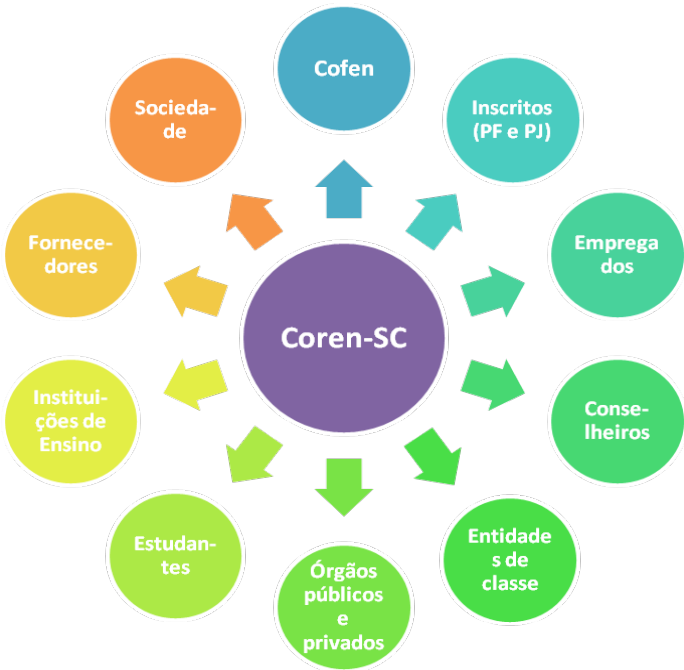 Cofen
Inscritos
(PF e PJ)
Emprega
dos
Conse-
lheiros
Entidade
s de
classe
Órgãos
públicos
e
privados
Estudan-
tes
Institui-
ções de
Ensino
Fornece-
dores
Socieda-
de
Coren-SC